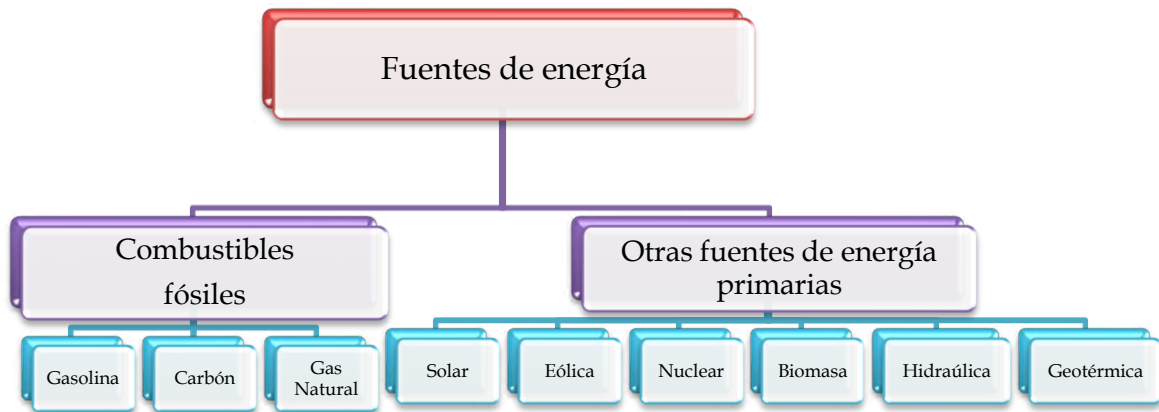 Fuentes de energía
Combustibles
fósiles
Otras fuentes de energía
primarias
Gasolina
Carbón
Gas
Natural
Solar
Eólica
Nuclear
Biomasa
Hidraúlica
Geotérmica